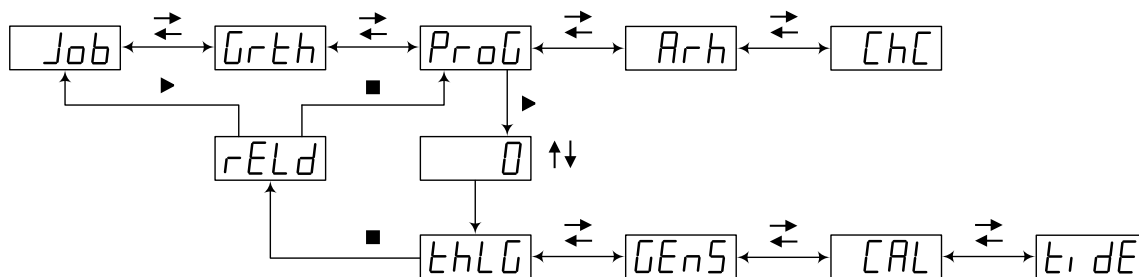 Job Grth ProG Arh ChC
rELd 0
thLG GEnS CAL ti dE